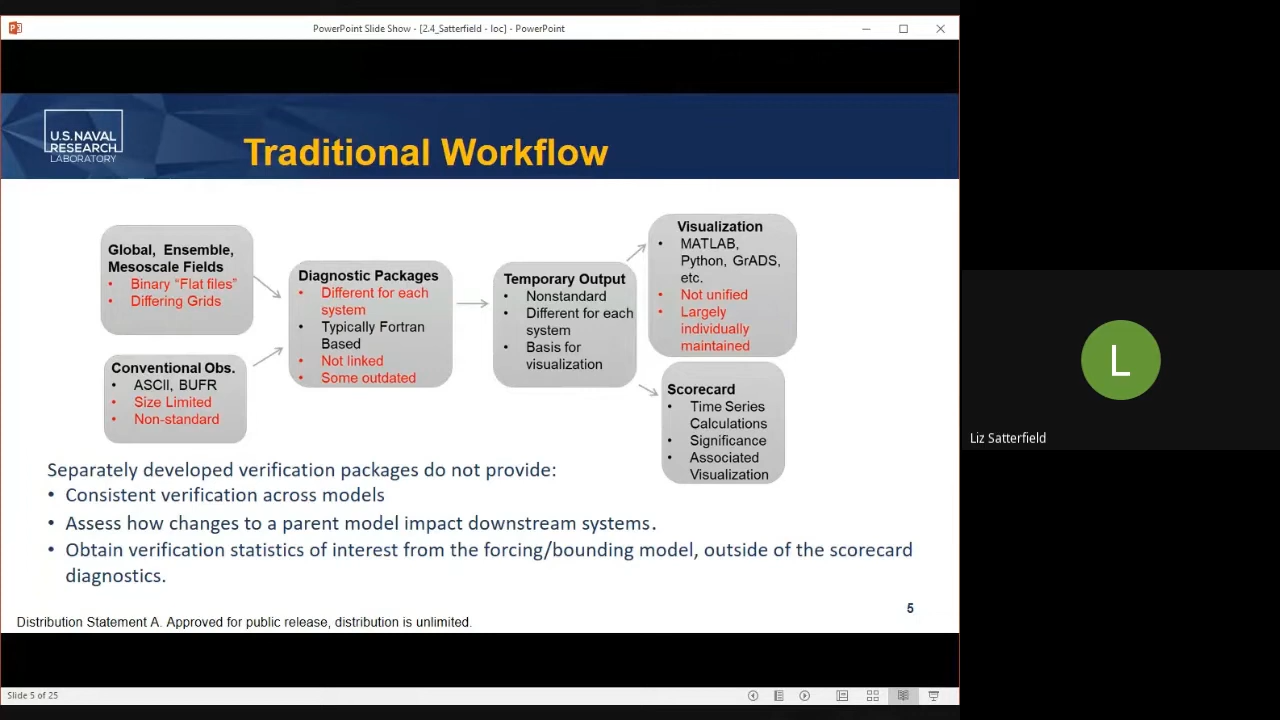 PowerPoint Slide Show - [2.4_Satterfield - loc] - PowerPoint
U.S. NAVAL
RESEARCH
LABORATORY
Traditional Workflow
Global, Ensemble,
Mesoscale Fields
• Binary “Flat files”
• Differing Grids
Conventional Obs.
• ASCII, BUFR
• Size Limited
• Non-standard
Diagnostic Packages
• Different for each
system
• Typically Fortran
Based
• Not linked
• Some outdated
Temporary Output
• Nonstandard
• Different for each
system
• Basis for
visualization
Visualization
• MATLAB,
Python, GrADS,
etc.
• Not unified
• Largely
individually
maintained
Scorecard
• Time Series
Calculations
• Significance
• Associated
Visualization
Separately developed verification packages do not provide:
• Consistent verification across models
• Assess how changes to a parent model impact downstream systems.
• Obtain verification statistics of interest from the forcing/bounding model, outside of the scorecard
diagnostics.
5
Distribution Statement A. Approved for public release, distribution is unlimited.
Slide 5 of 25
L
Liz Satterfield